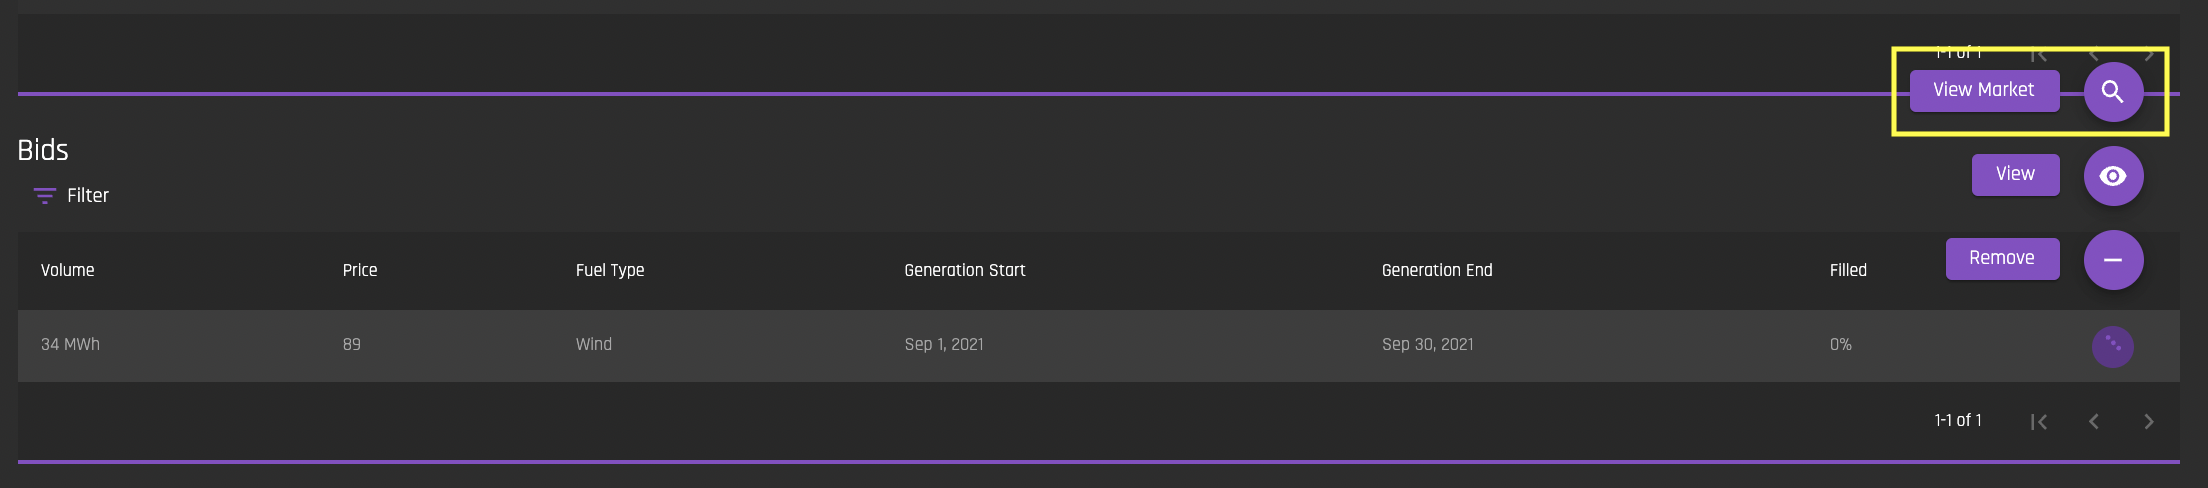 1-1 of 1
View Market
Bids
View
Filter
Remove
Volume Price Fuel Type Generation Start Generation End Filled
34 MWh 89 Wind Sep 1, 2021 Sep 30, 2021 0%
1-1 of 1